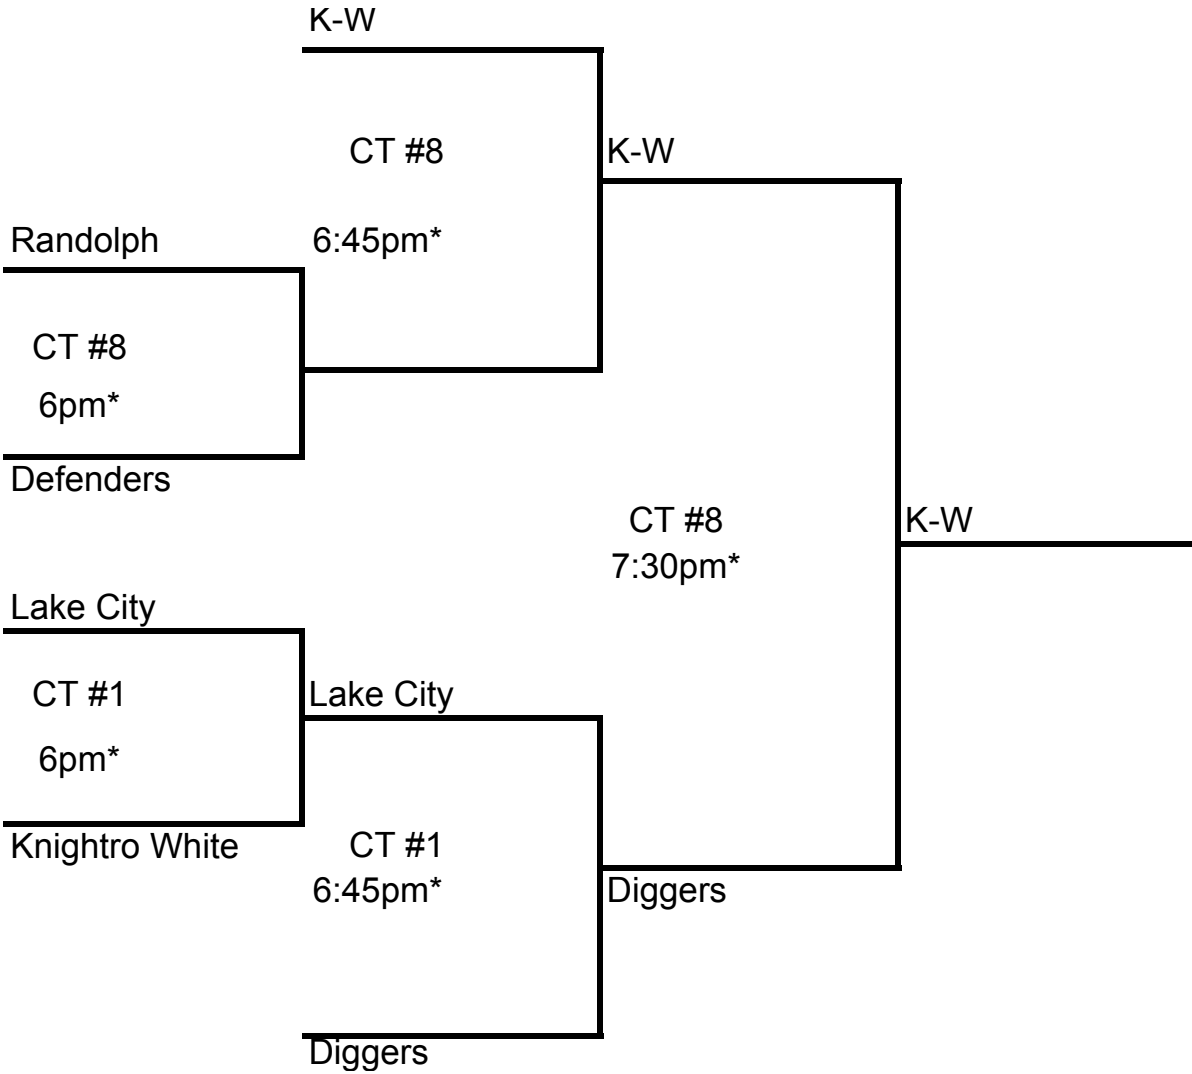 K-W
CT #8
K-W
Randolph
6:45pm*
CT #8
6pm*
Defenders
CT #8
K-W
7:30pm*
Lake City
CT #1
Lake City
6pm*
Knightro White
CT #1
6:45pm*
Diggers
Diggers